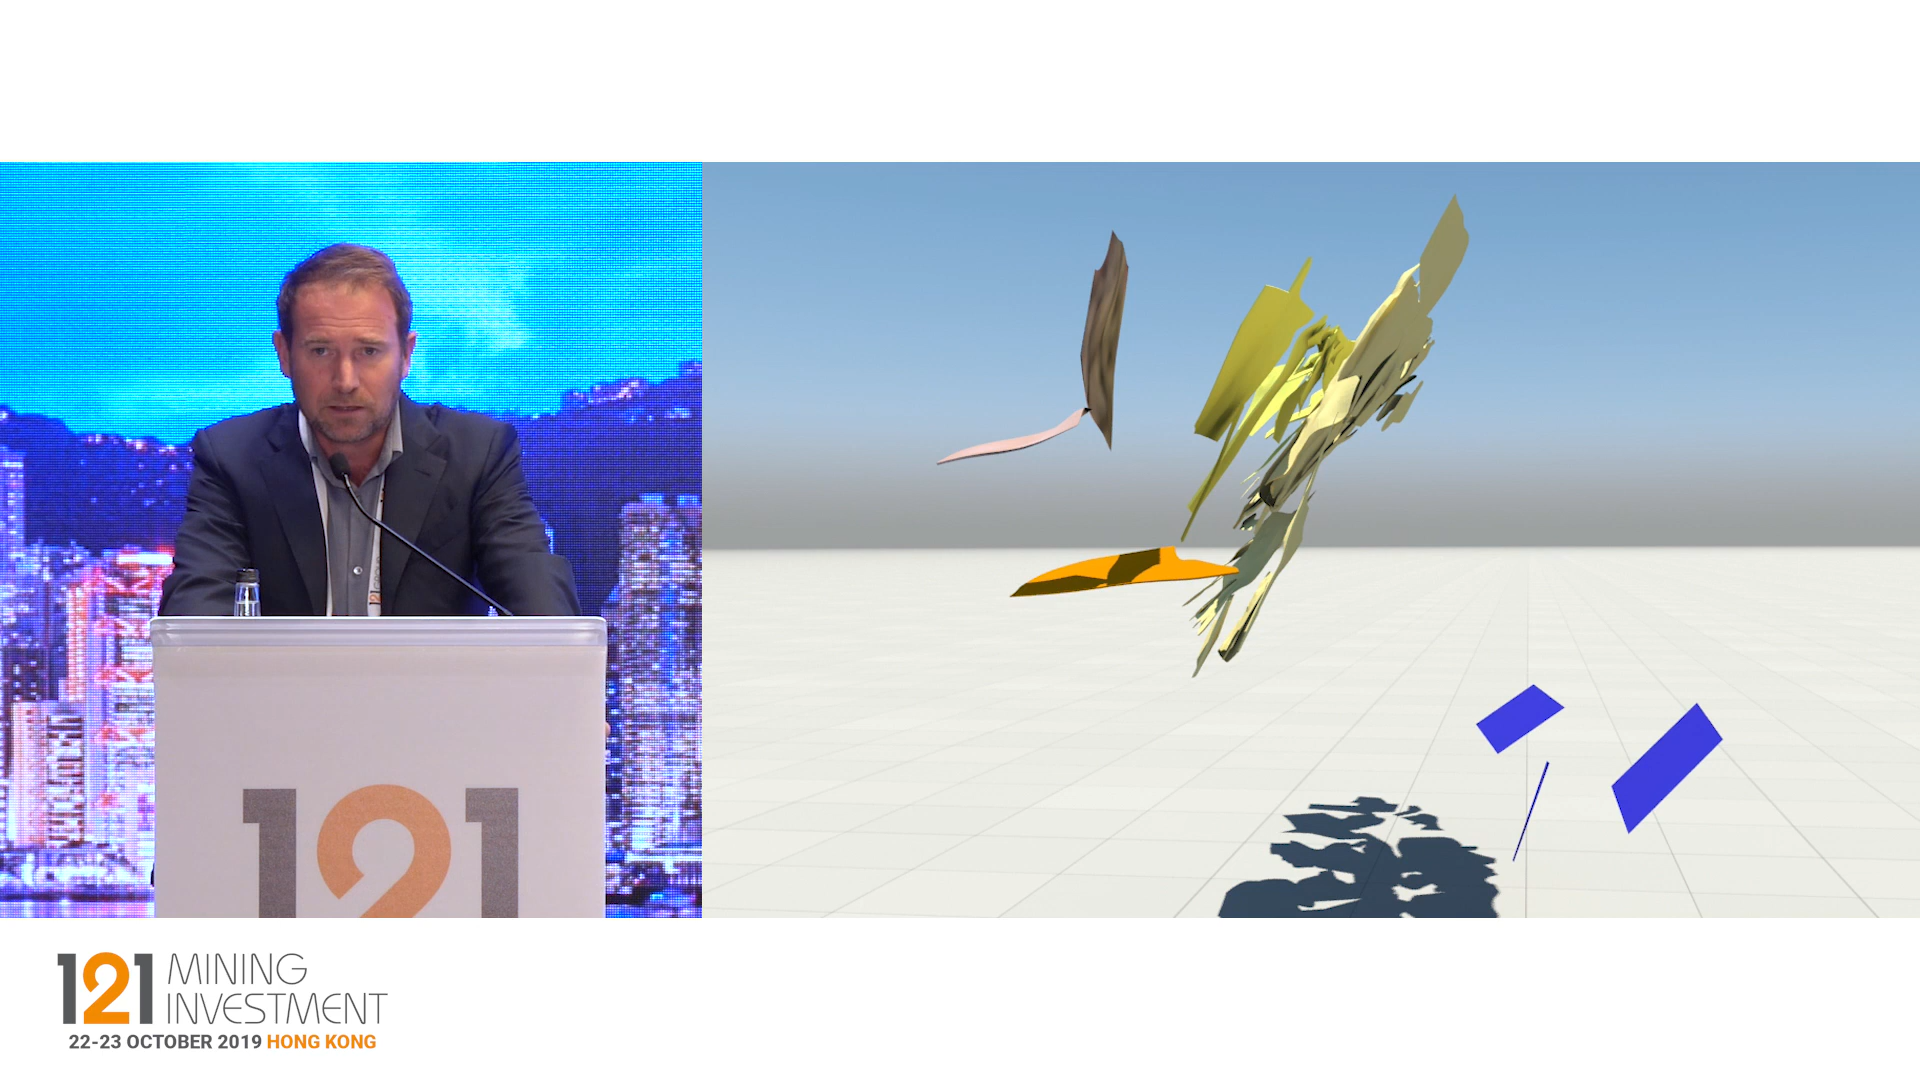 121
121 MINING
INVESTMENT
22-23 OCTOBER 2019 HONG KONG